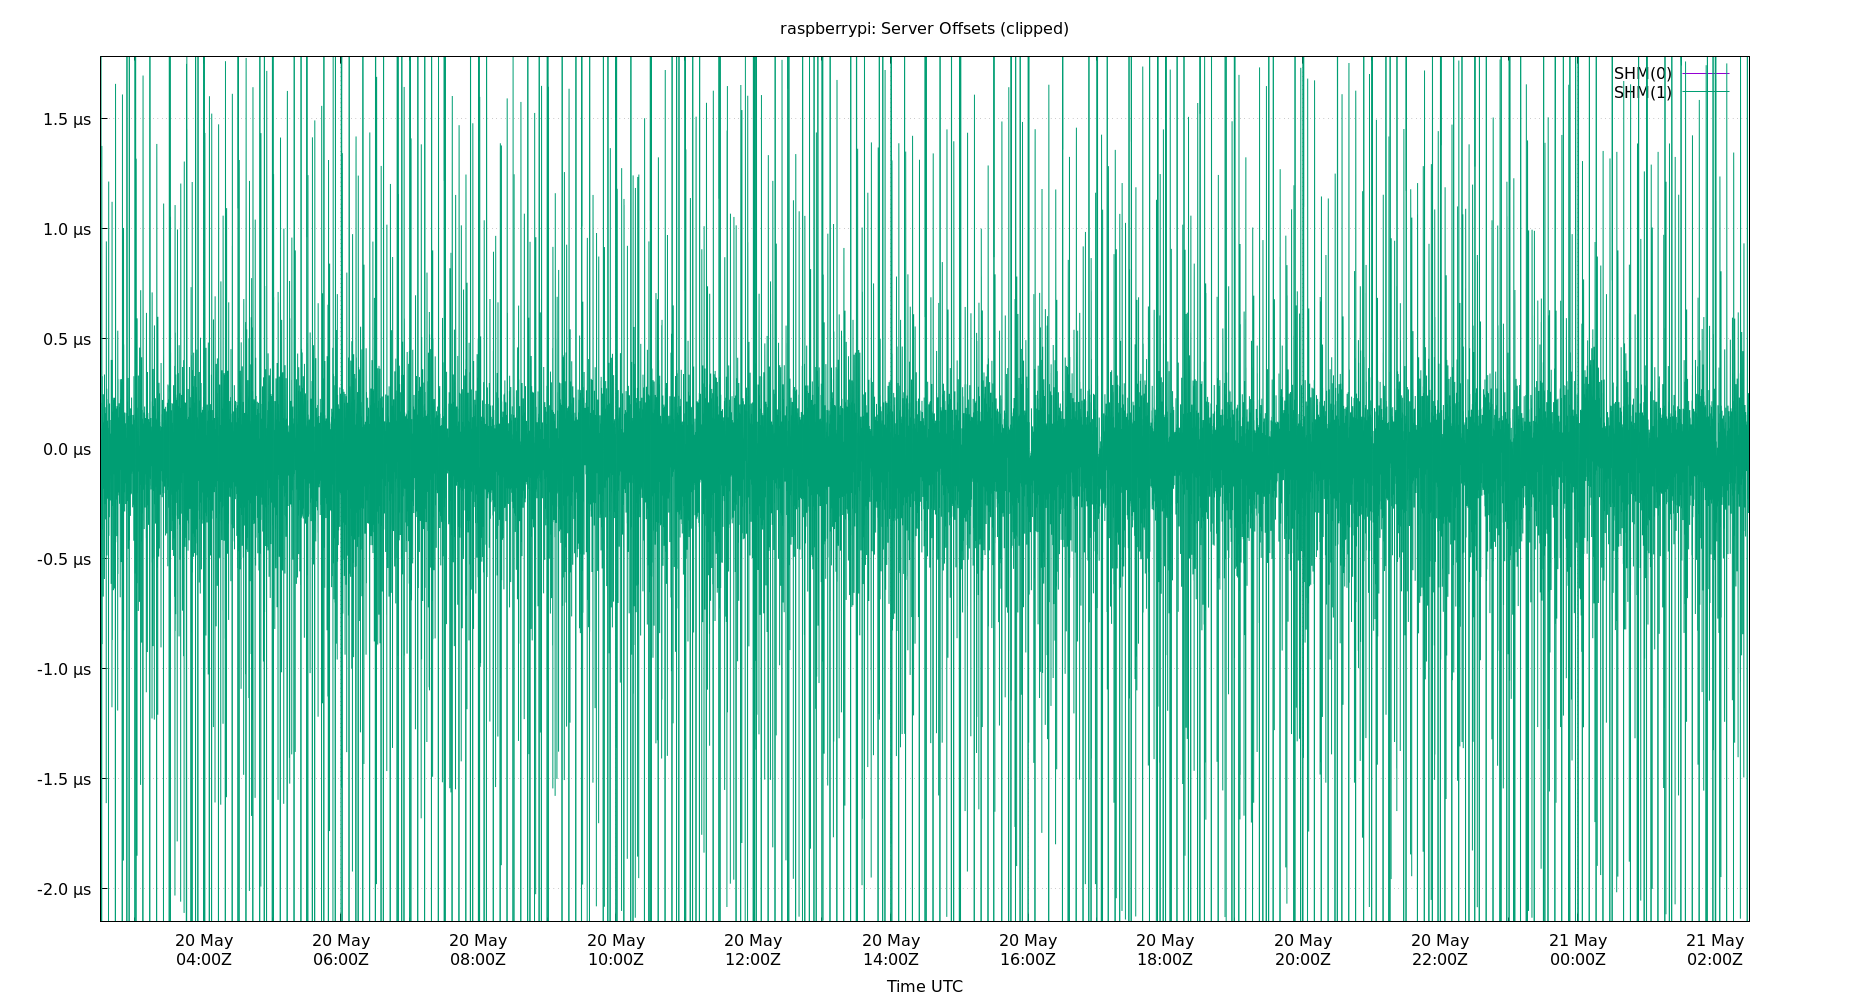 raspberrypi: Server Offsets (clipped)
SHM(0)
SHM(1)
1.5 µs
1.0 µs
0.5 µs
0.0 µs
-0.5 µs
-1.0 µs
-1.5 µs
-2.0 µs
20 May 20 May 20 May 20 May 20 May 20 May 20 May 20 May 20 May 20 May 21 May 21 May
04:00Z 06:00Z 08:00Z 10:00Z 12:00Z 14:00Z 16:00Z 18:00Z 20:00Z 22:00Z 00:00Z 02:00Z
Time UTC